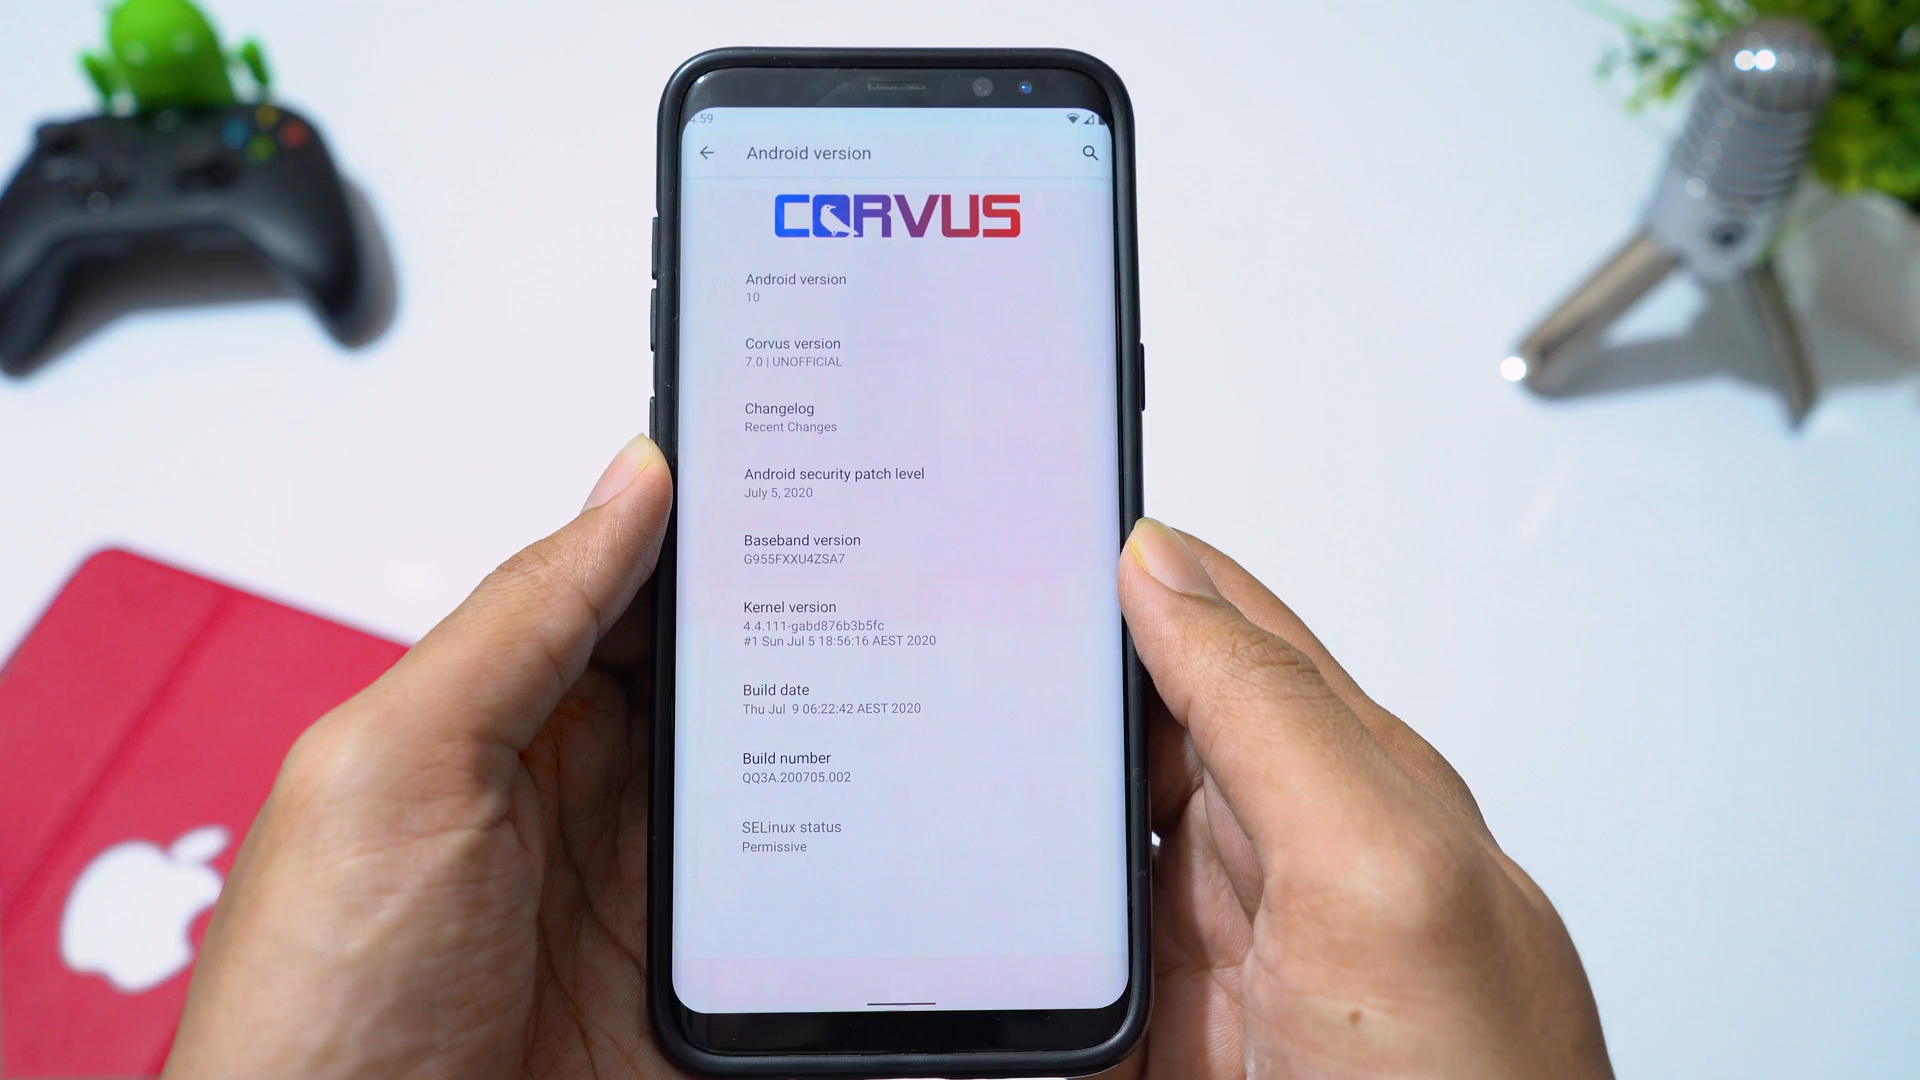 4:59
Android version
CORVUS
Android version
10
Corvus version
7.0 | UNOFFICIAL
Changelog
Recent Changes
Android security patch level
July 5, 2020
Baseband version
G955FXXU4ZSA7
Kernel version
4.4.111-gabd876b3b5fc
#1 Sun Jul 5 18:56:16 AEST 2020
Build date
Thu Jul  9 06:22:42 AEST 2020
Build number
QQ3A.200705.002
SELinux status
Permissive